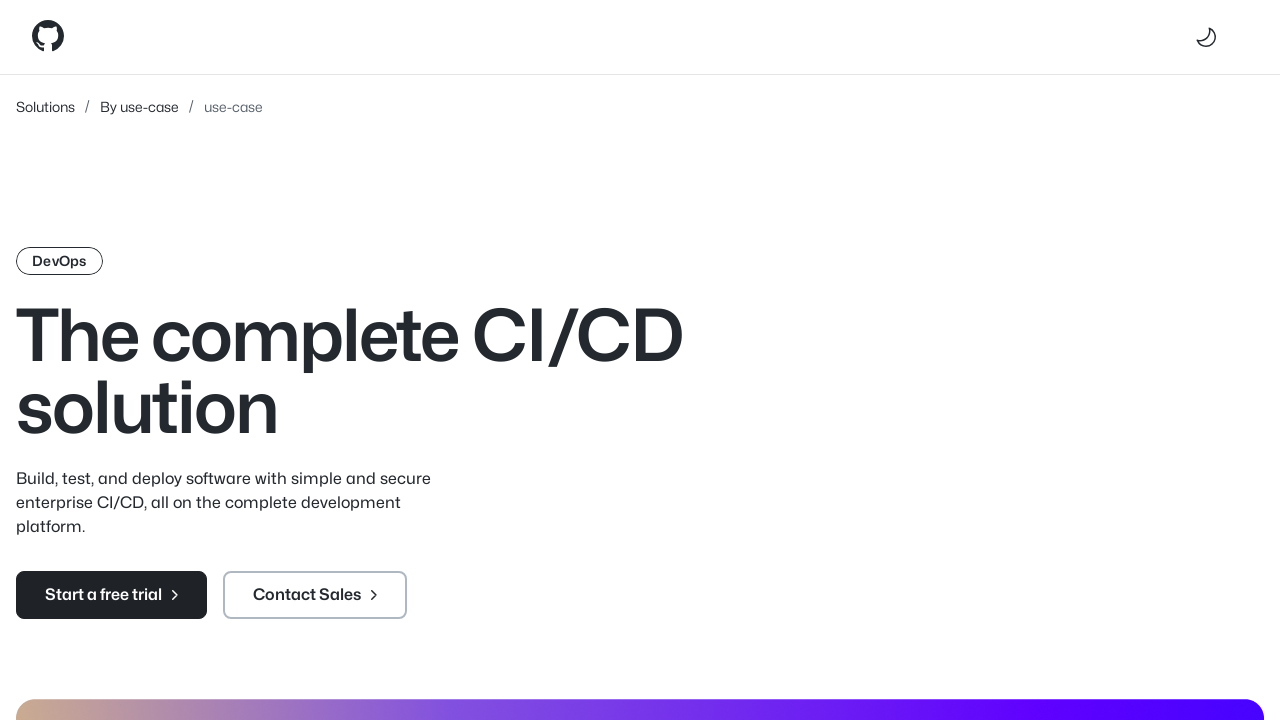 Solutions / By use-case / use-case
DevOps
The complete CI/CD
solution
Build, test, and deploy software with simple and secure
enterprise CI/CD, all on the complete development
platform.
Start a free trial
Contact Sales